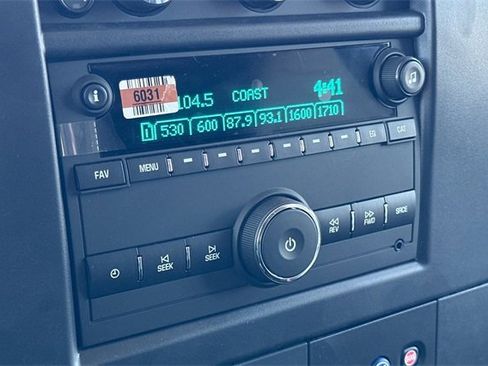 6031
104.5 COAST 4:41
1 530 600 87.9 93.1 1600 1710
i
FAV MENU EQ CAT
REV FWD SRCE
SEEK SEEK